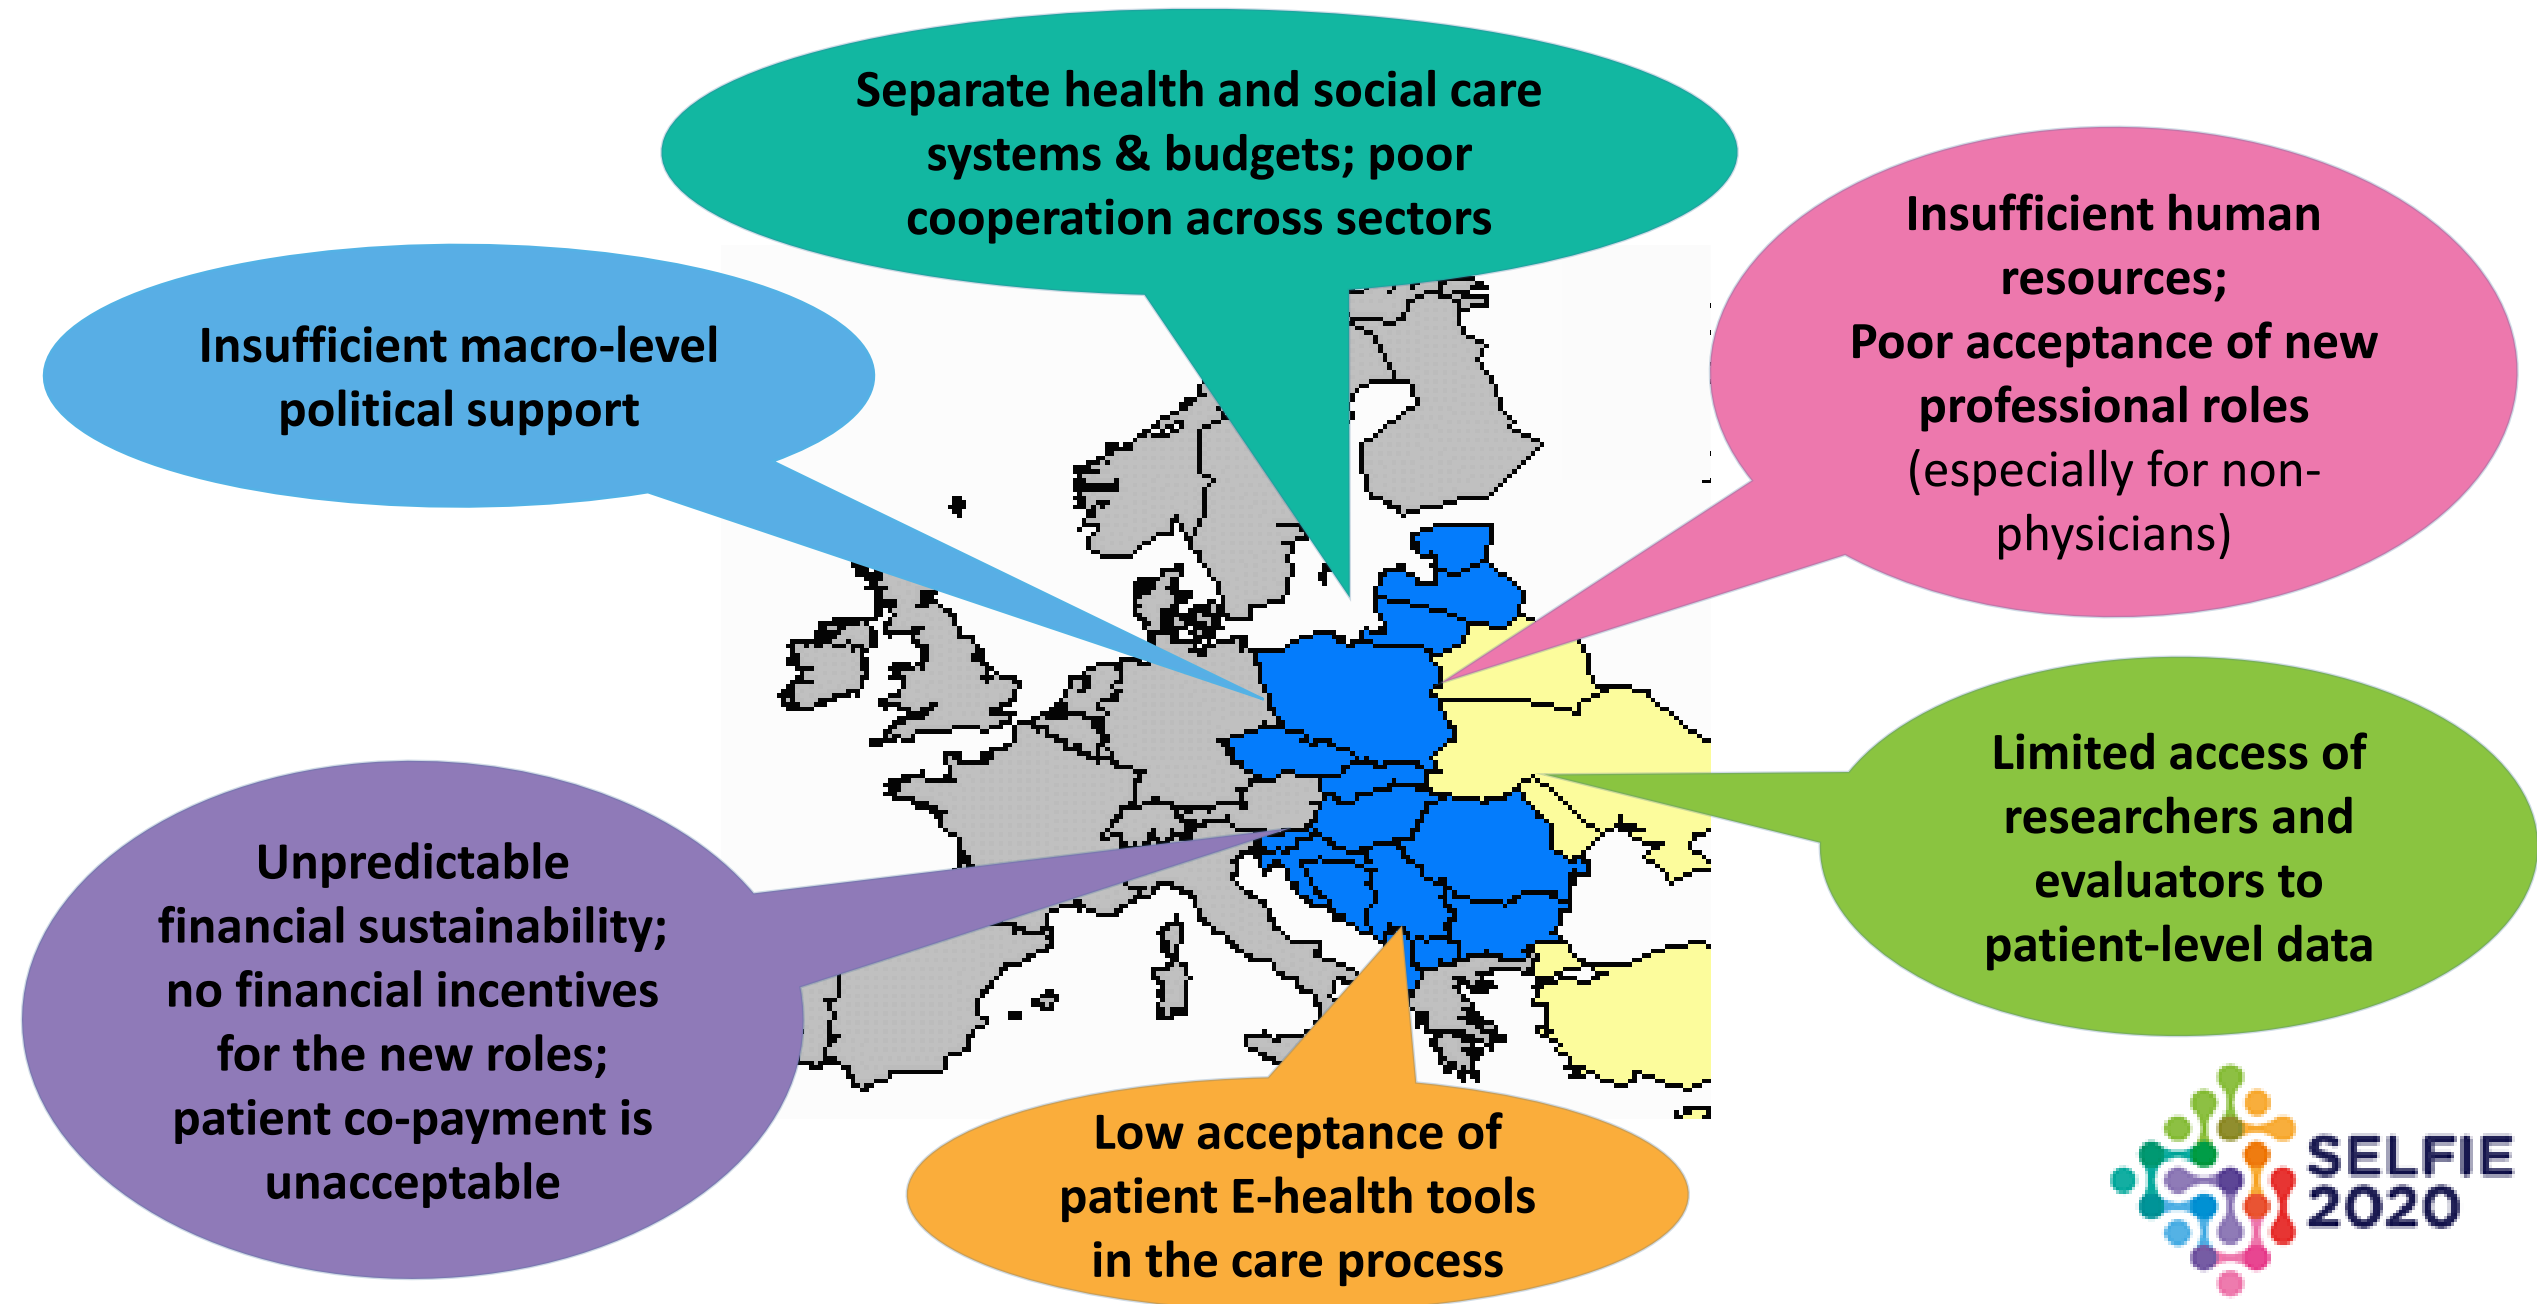 Separate health and social care
systems & budgets; poor
cooperation across sectors
Insufficient macro-level
political support
Insufficient human
resources;
Poor acceptance of new
professional roles
(especially for non-
physicians)
Limited access of
researchers and
evaluators to
patient-level data
Unpredictable
financial sustainability;
no financial incentives
for the new roles;
patient co-payment is
unacceptable
Low acceptance of
patient E-health tools
in the care process
SELFIE
2020